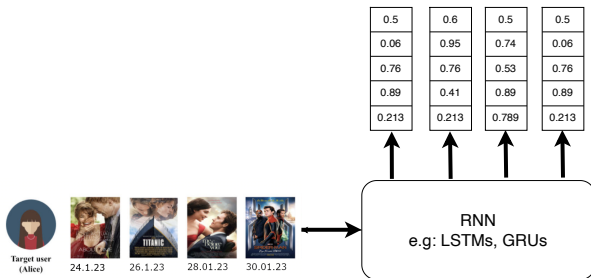 0.5 0.6 0.5 0.5
0.06 0.95 0.74 0.06
0.76 0.76 0.53 0.76
0.89 0.41 0.89 0.89
0.213 0.213 0.789 0.213
RNN
e.g: LSTMs, GRUs
TITANIC
Target user
(Alice)
24.1.23 26.1.23 28.01.23 30.01.23